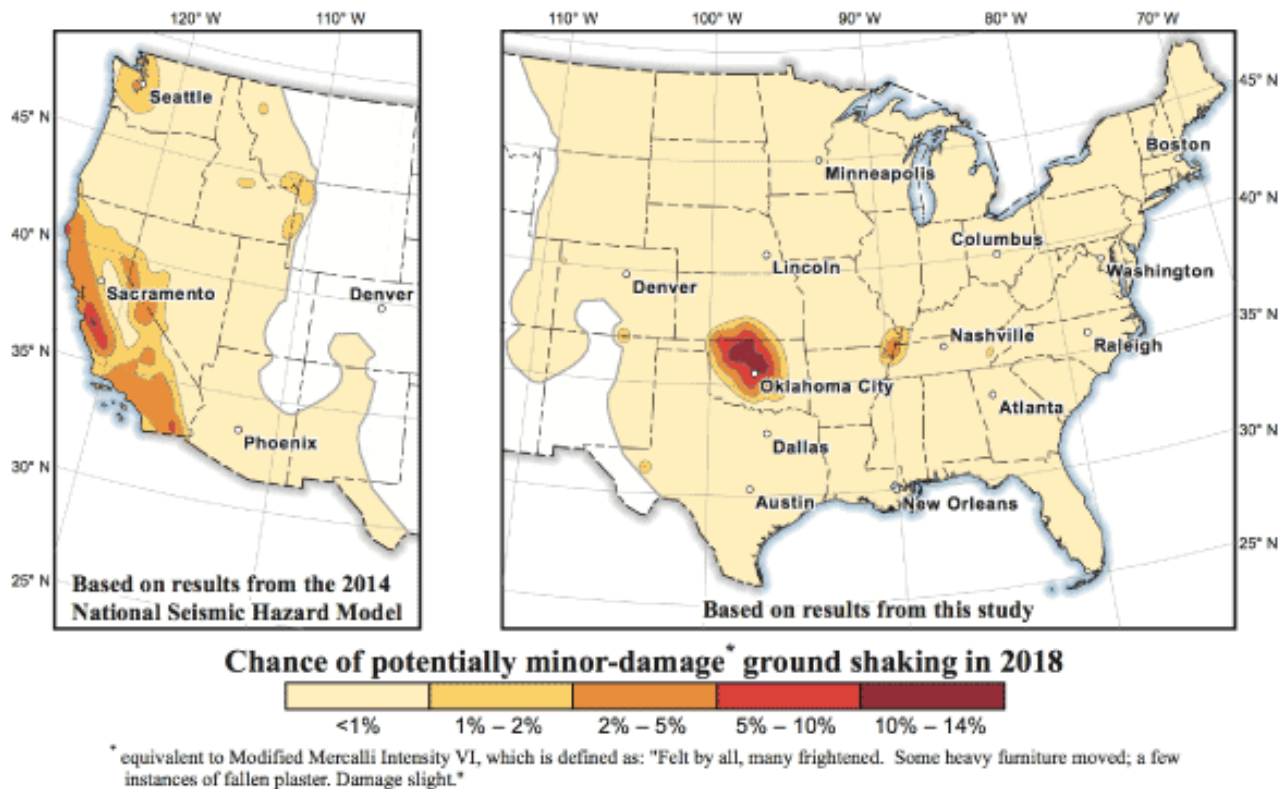 120° W
110° W
110° W
100° W
90° W
80° W
70° W
45° N
40° N
35° N
30° N
25° N
Seattle
Sacramento
Denver
Phoenix
Based on results from the 2014
National Seismic Hazard Model
Minneapolis
Boston
Columbus
Lincoln
Washington
Denver
Nashville
Raleigh
Oklahoma City
Atlanta
Dallas
Austin
New Orleans
Based on results from this study
45° N
40° N
35° N
30° N
25° N
Chance of potentially minor-damage* ground shaking in 2018
<1%
1% – 2%
2% – 5%
5% – 10%
10% – 14%
* equivalent to Modified Mercalli Intensity VI, which is defined as: "Felt by all, many frightened. Some heavy furniture moved; a few
instances of fallen plaster. Damage slight."